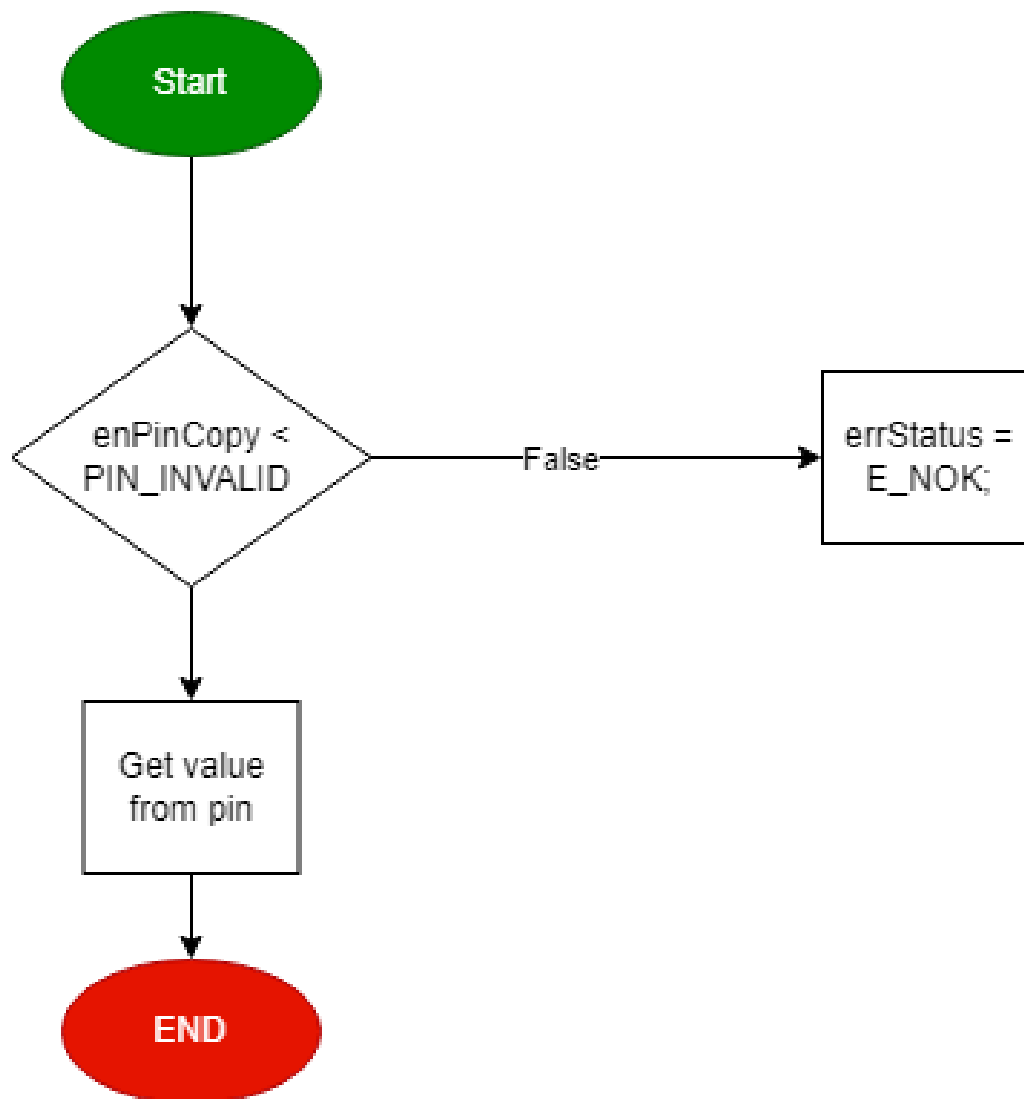 Start
enPinCopy <
PIN_INVALID
False
errStatus =
E_NOK;
Get value
from pin
END